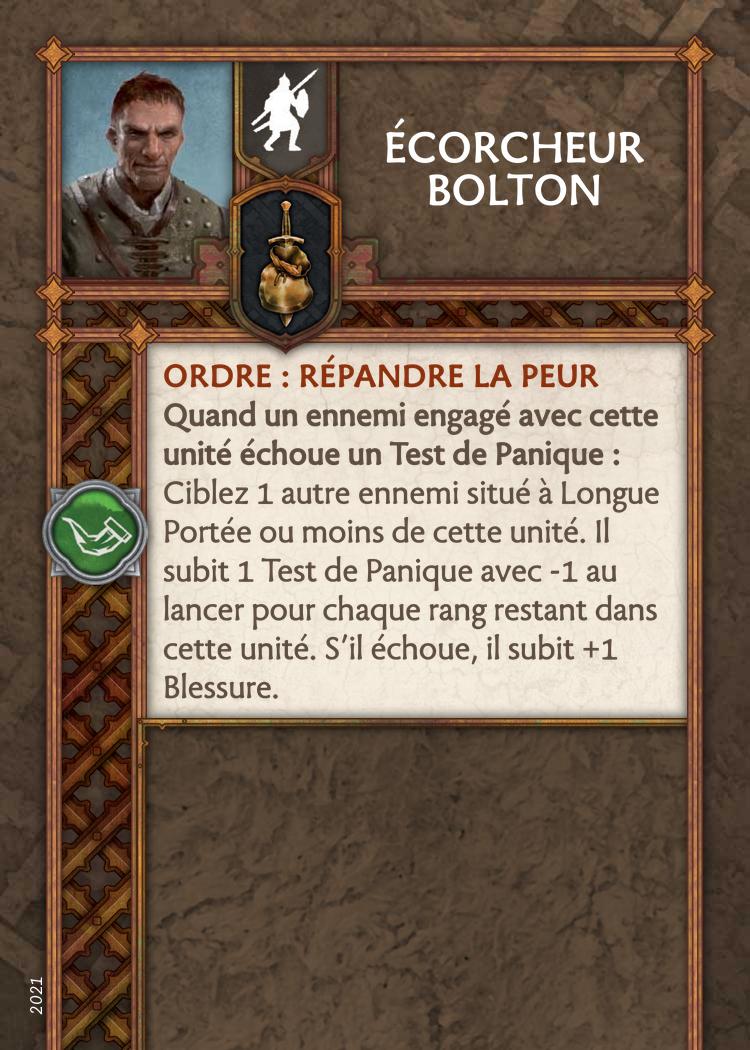 ÉCORCHEUR
BOLTON
ORDRE : RÉPANDRE LA PEUR
Quand un ennemi engagé avec cette
unité échoue un Test de Panique :
Ciblez 1 autre ennemi situé à Longue
Portée ou moins de cette unité. Il
subit 1 Test de Panique avec -1 au
lancer pour chaque rang restant dans
cette unité. S’il échoue, il subit +1
Blessure.
2021